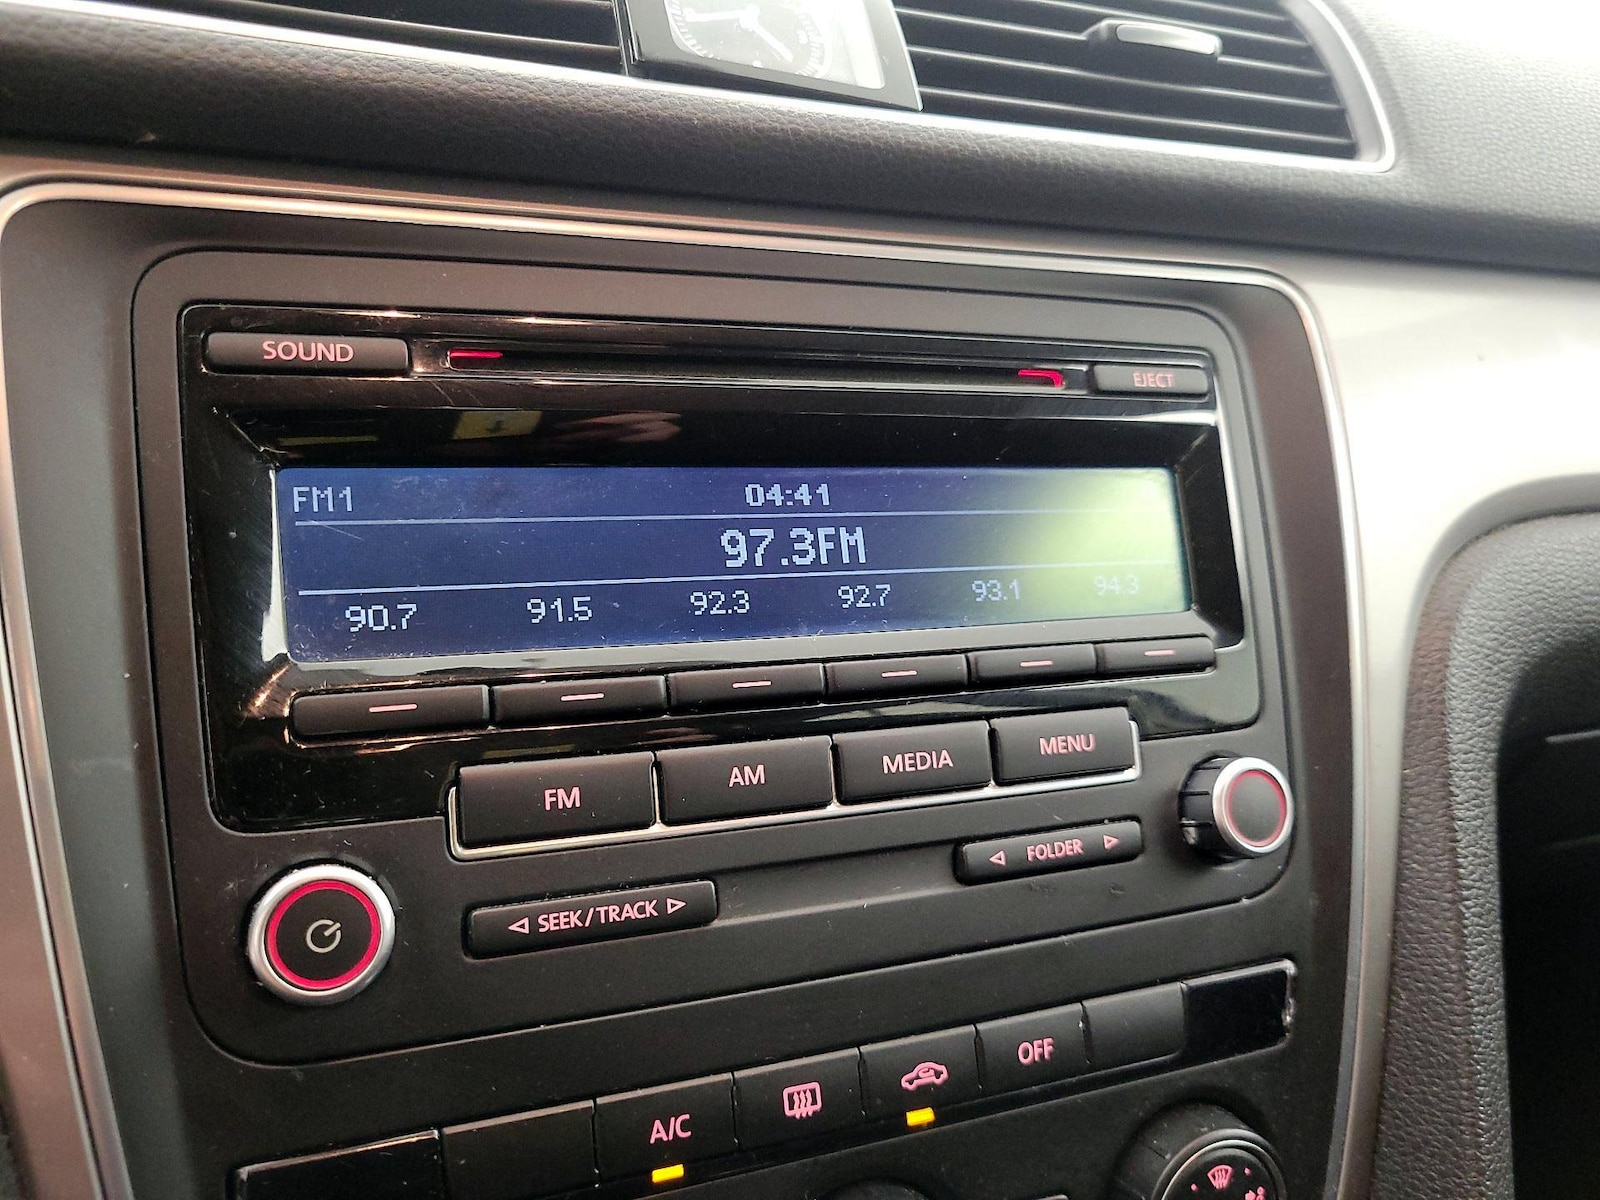 SOUND
EJECT
FM1 04:41
97.3FM
90.7 91.5 92.3 92.7 93.1 94.3
FM AM MEDIA MENU
SEEK/TRACK FOLDER
A/C OFF